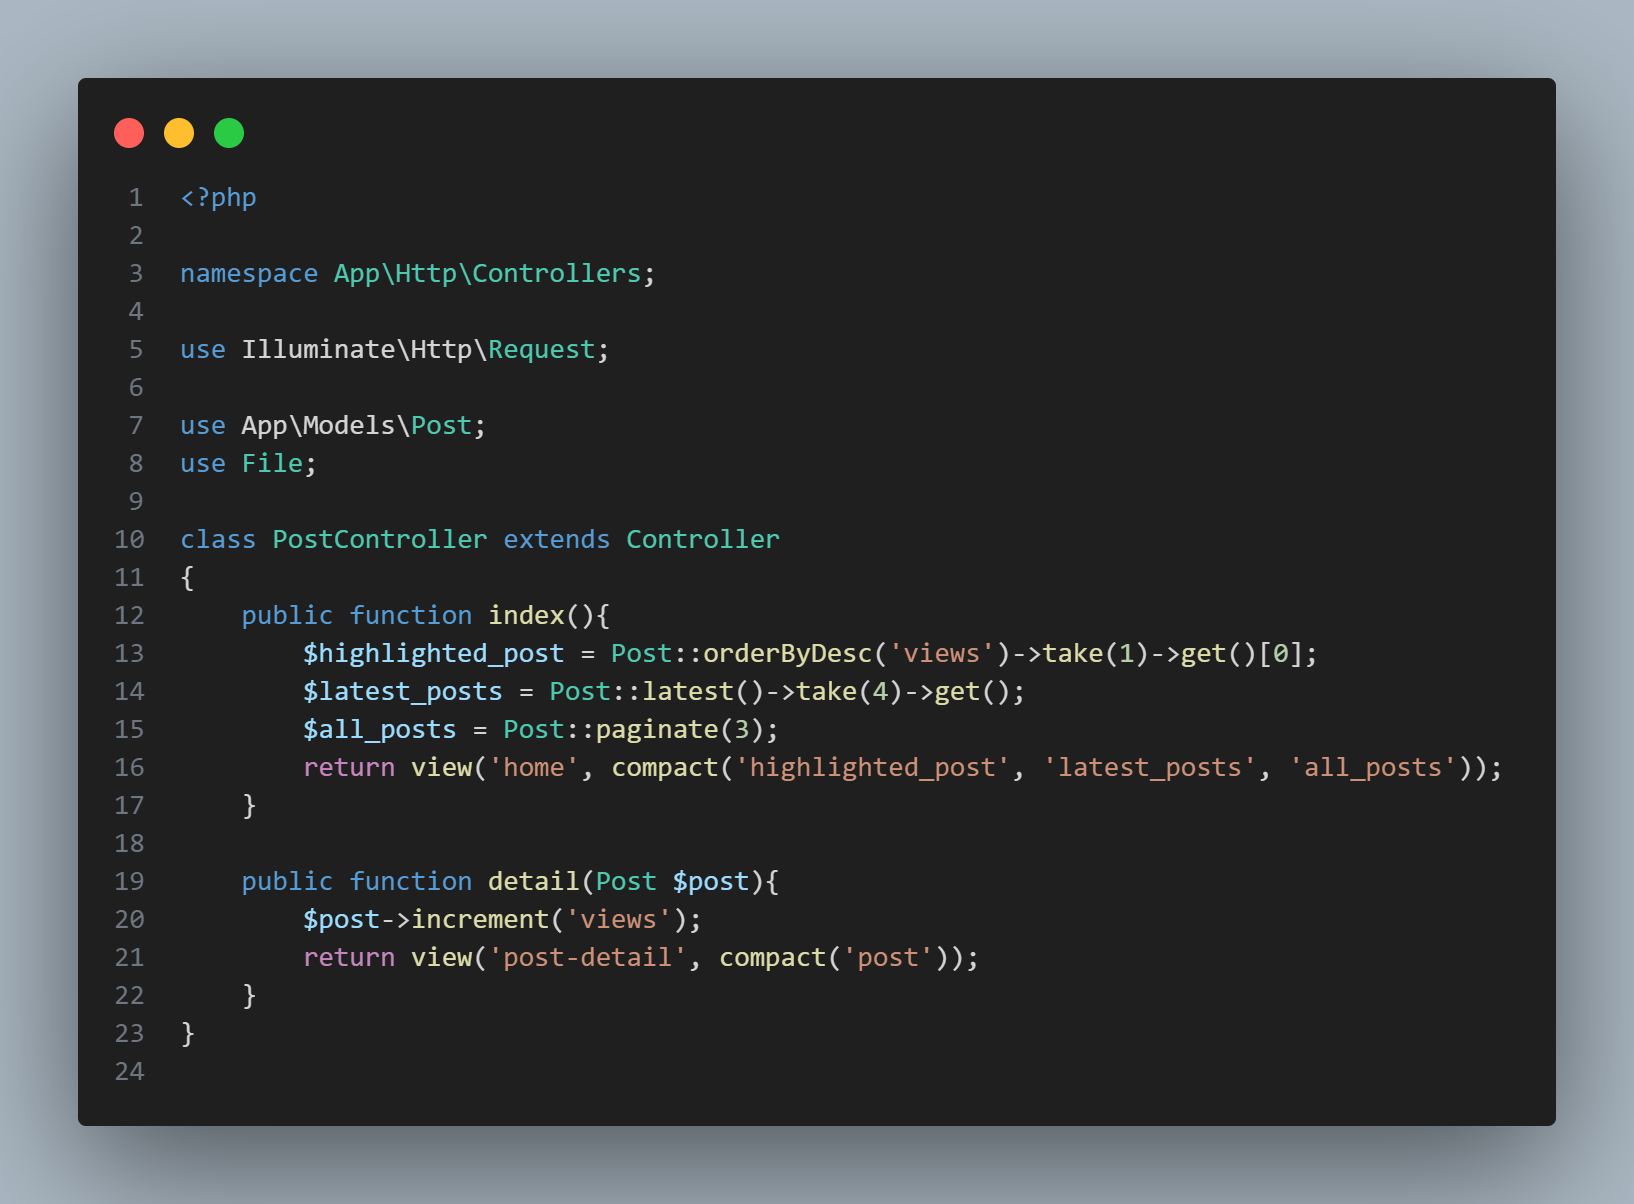 1 <?php
2
3 namespace App\Http\Controllers;
4
5 use Illuminate\Http\Request;
6
7 use App\Models\Post;
8 use File;
9
10 class PostController extends Controller
11 {
12     public function index(){
13         $highlighted_post = Post::orderByDesc('views')->take(1)->get()[0];
14         $latest_posts = Post::latest()->take(4)->get();
15         $all_posts = Post::paginate(3);
16         return view('home', compact('highlighted_post', 'latest_posts', 'all_posts'));
17     }
18
19     public function detail(Post $post){
20         $post->increment('views');
21         return view('post-detail', compact('post'));
22     }
23 }
24